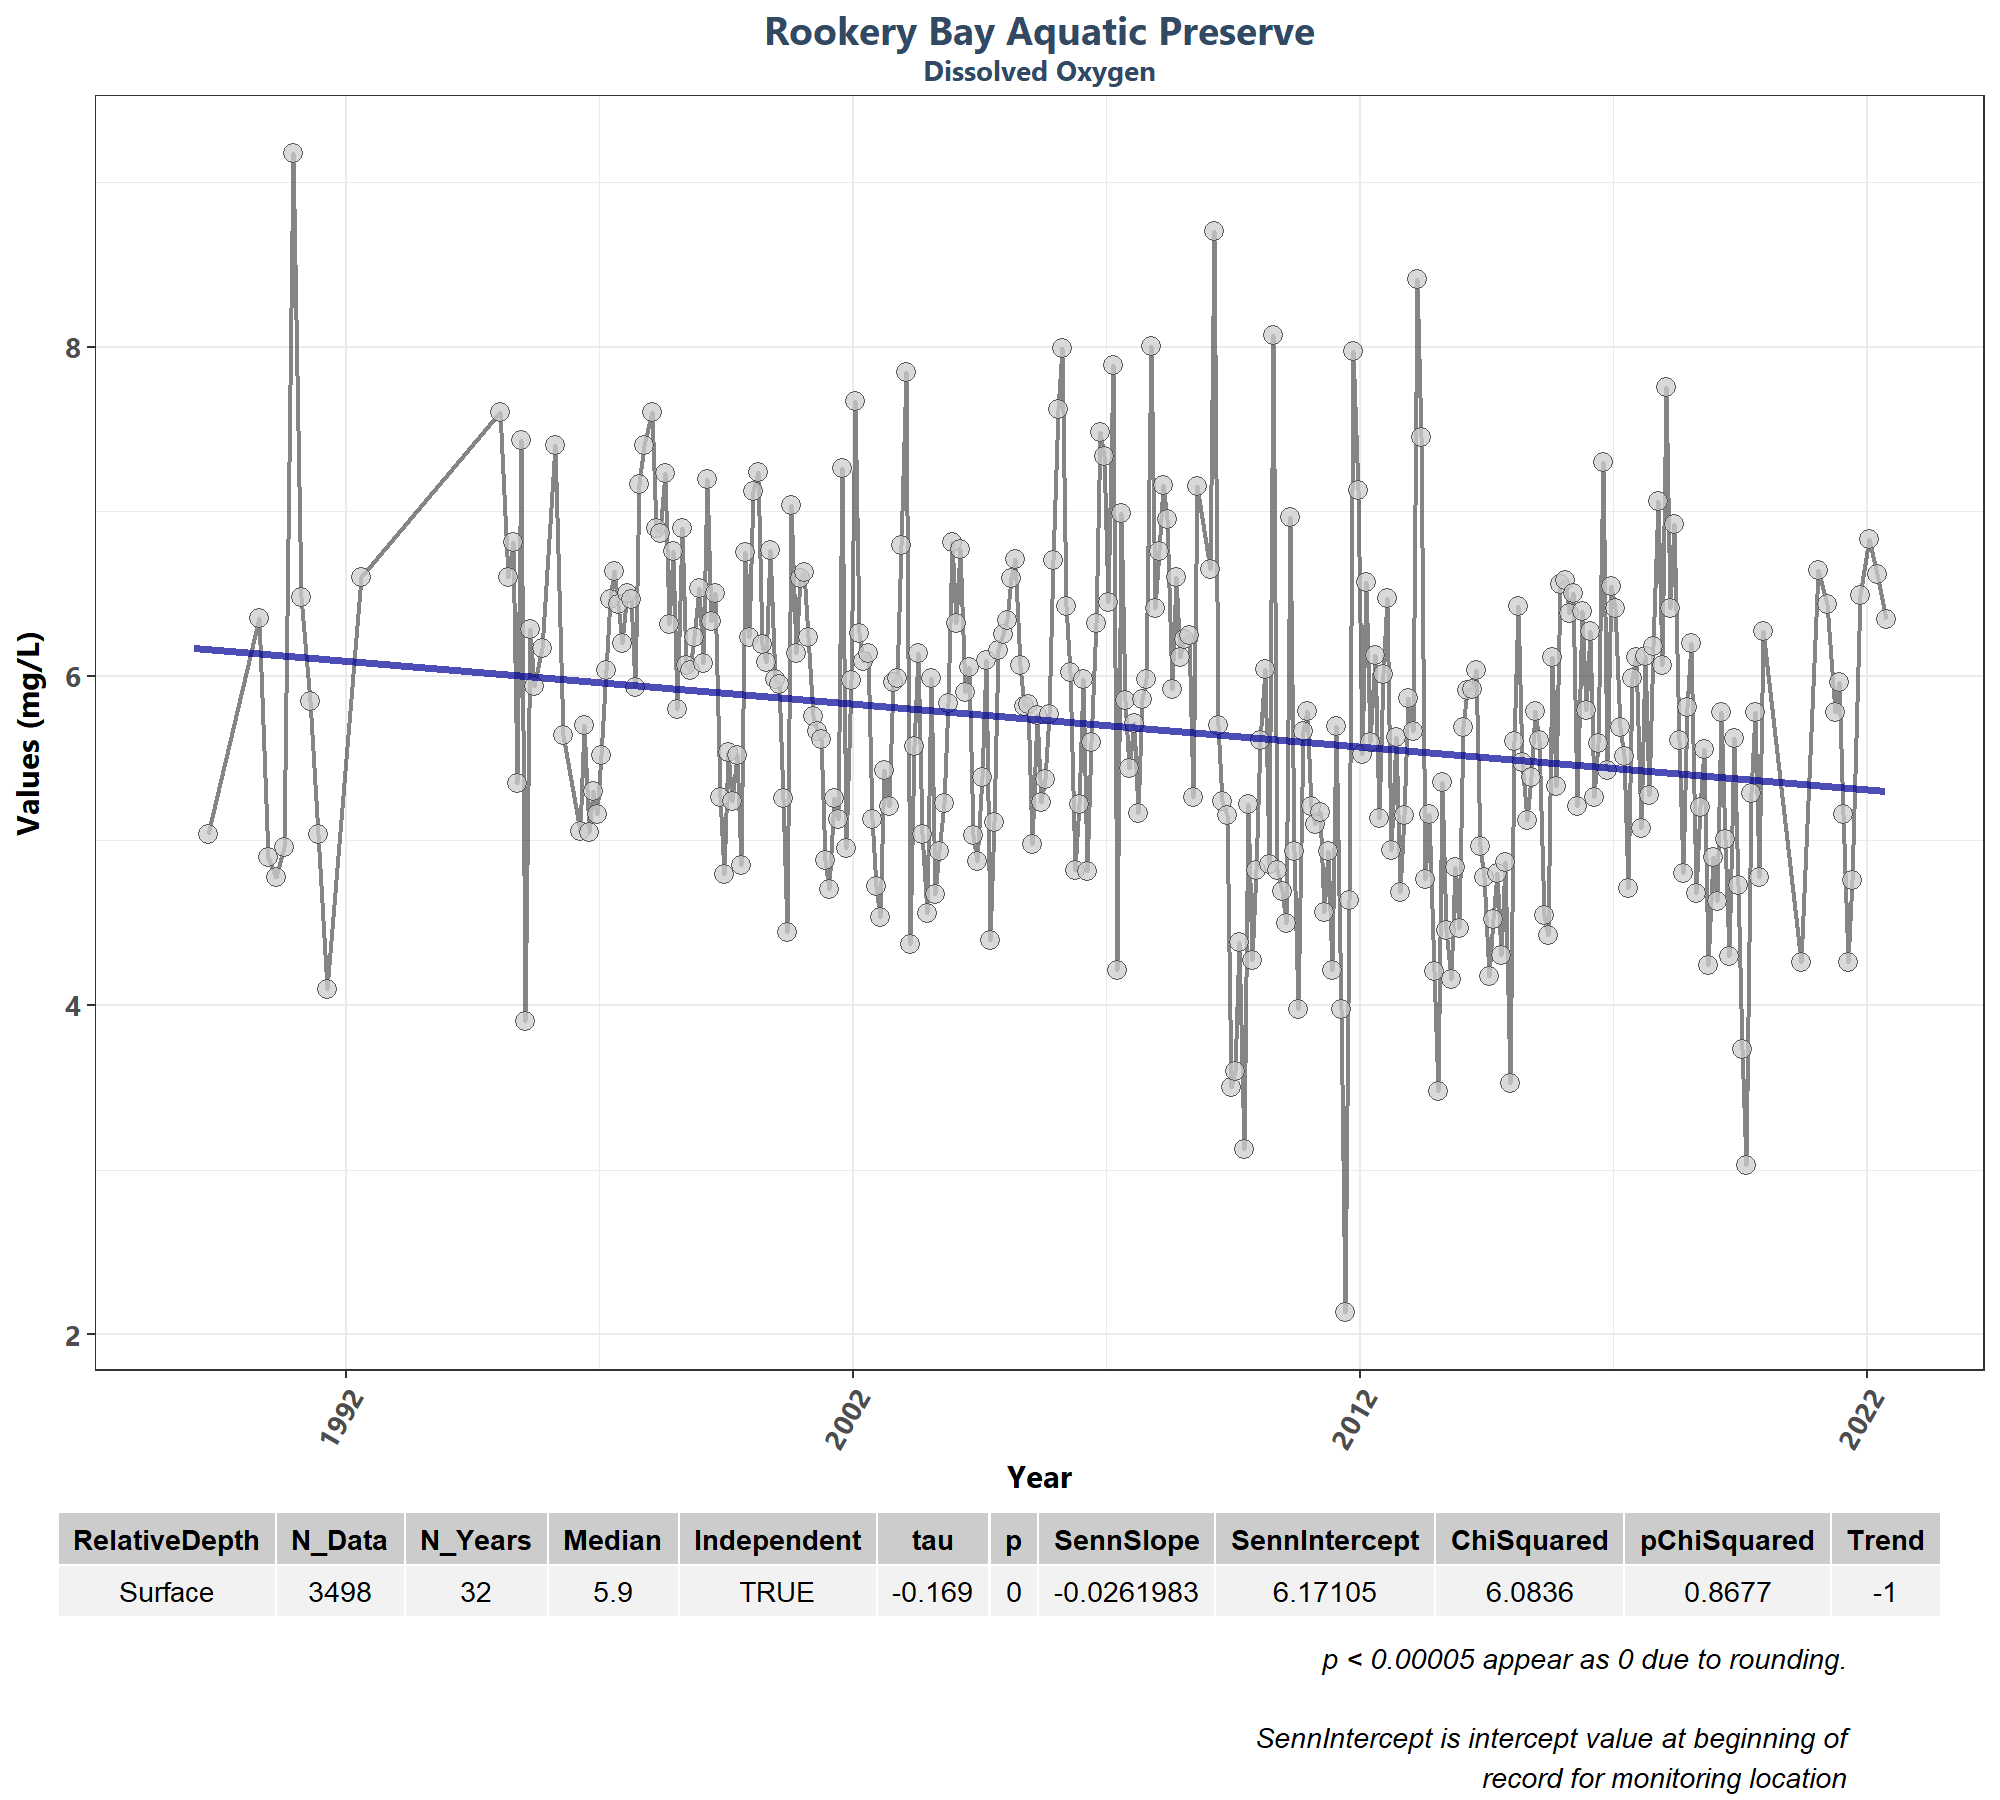 Rookery Bay Aquatic Preserve
Dissolved Oxygen
Values (mg/L)
8
6
4
2
1992
2002
2012
2022
Year
RelativeDepth N_Data N_Years Median Independent tau p SennSlope SennIntercept ChiSquared pChiSquared Trend
Surface 3498 32 5.9 TRUE -0.169 0 -0.0261983 6.17105 6.0836 0.8677 -1
p < 0.00005 appear as 0 due to rounding.
SennIntercept is intercept value at beginning of
record for monitoring location